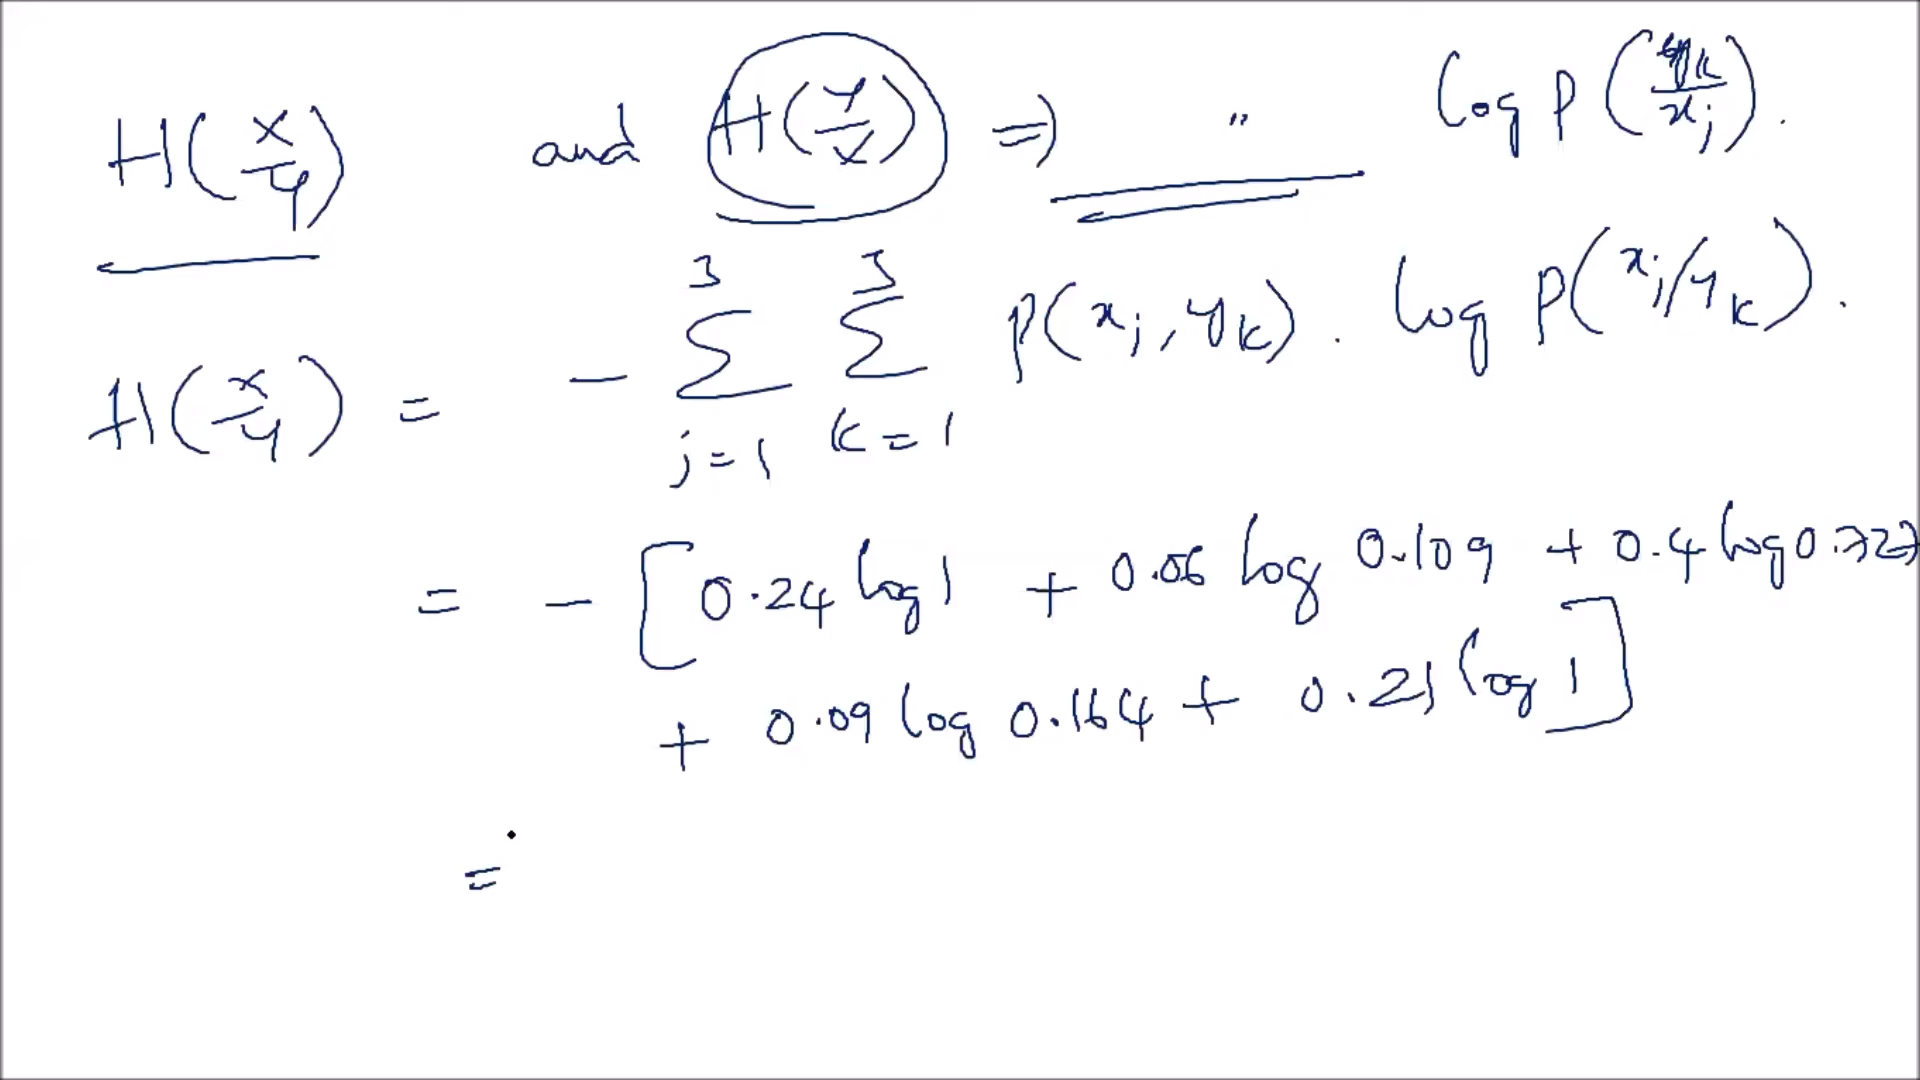 H(X/Y) and H(Y/X) ⇒ " log P(yk/xj).
H(X/Y) = - 3∑j=1 3∑k=1 P(xj, yk). log P(xj/yk).
= - [0.24 log 1 + 0.06 log 0.109 + 0.4 log 0.727
+ 0.09 log 0.164 + 0.21 log 1]
=